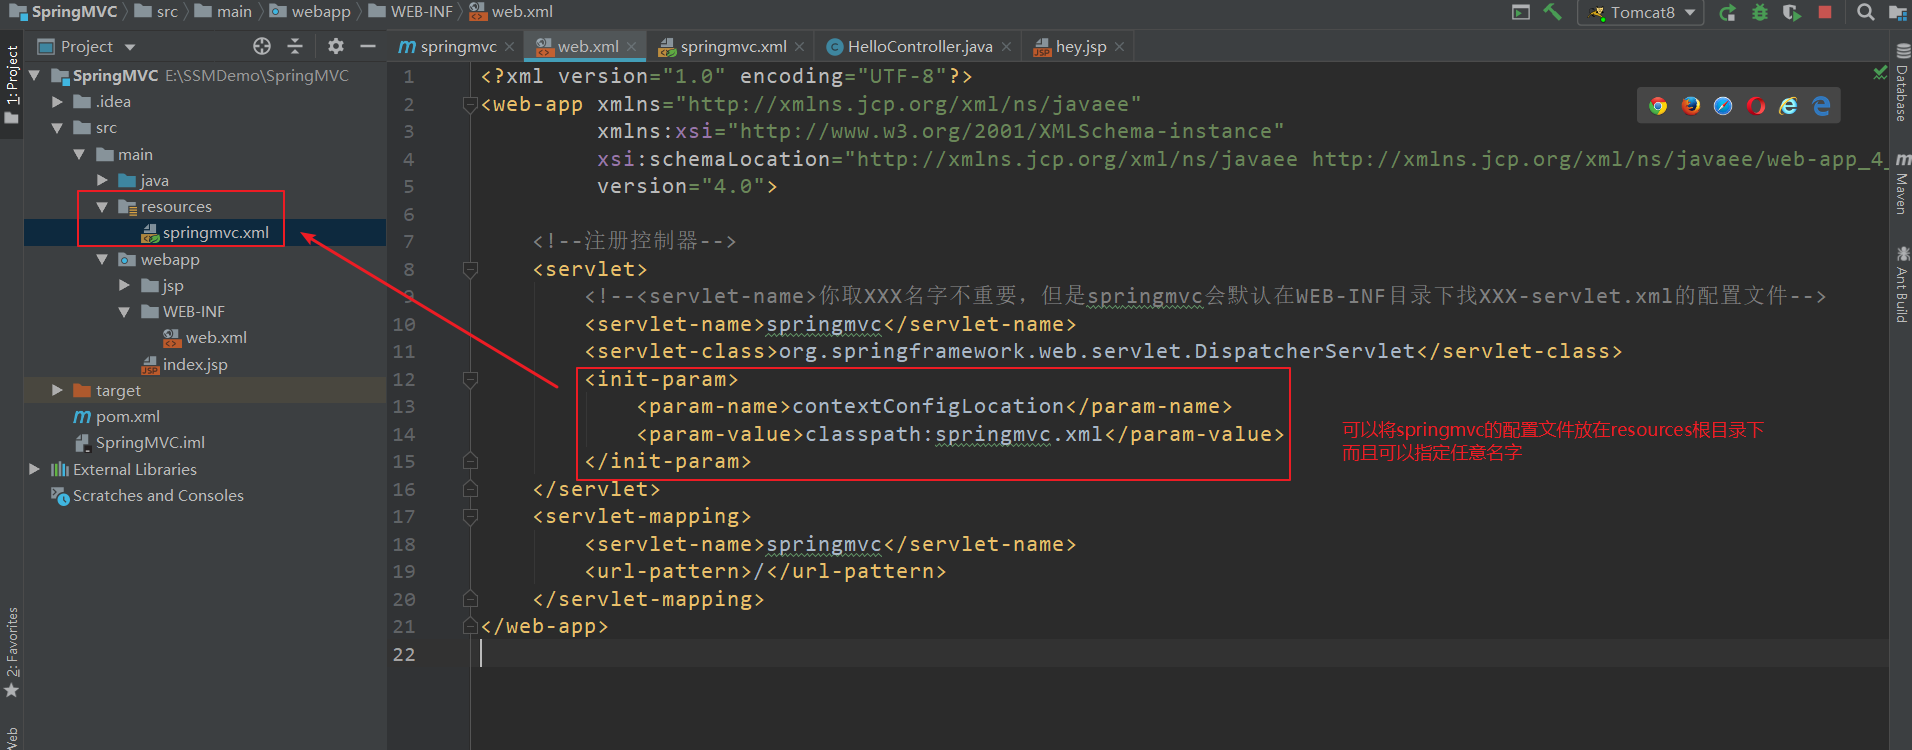 SpringMVC src main webapp WEB-INF web.xml
Tomcat8
1: Project
Project
SpringMVC E:\SSMDemo\SpringMVC
.idea
src
main
java
resources
springmvc.xml
webapp
jsp
WEB-INF
web.xml
index.jsp
target
pom.xml
SpringMVC.iml
External Libraries
Scratches and Consoles
2: Favorites
Web
springmvc web.xml springmvc.xml HelloController.java hey.jsp
1 <?xml version="1.0" encoding="UTF-8"?>
2 <web-app xmlns="http://xmlns.jcp.org/xml/ns/javaee"
3 xmlns:xsi="http://www.w3.org/2001/XMLSchema-instance"
4 xsi:schemaLocation="http://xmlns.jcp.org/xml/ns/javaee http://xmlns.jcp.org/xml/ns/javaee/web-app_4_
5 version="4.0">
6
7 <!--注册控制器-->
8 <servlet>
9 <!--<servlet-name>你取XXX名字不重要，但是springmvc会默认在WEB-INF目录下找XXX-servlet.xml的配置文件-->
10 <servlet-name>springmvc</servlet-name>
11 <servlet-class>org.springframework.web.servlet.DispatcherServlet</servlet-class>
12 <init-param>
13 <param-name>contextConfigLocation</param-name>
14 <param-value>classpath:springmvc.xml</param-value>
15 </init-param>
16 </servlet>
17 <servlet-mapping>
18 <servlet-name>springmvc</servlet-name>
19 <url-pattern>/</url-pattern>
20 </servlet-mapping>
21 </web-app>
22
可以将springmvc的配置文件放在resources根目录下
而且可以指定任意名字
Database
Maven
Ant Build